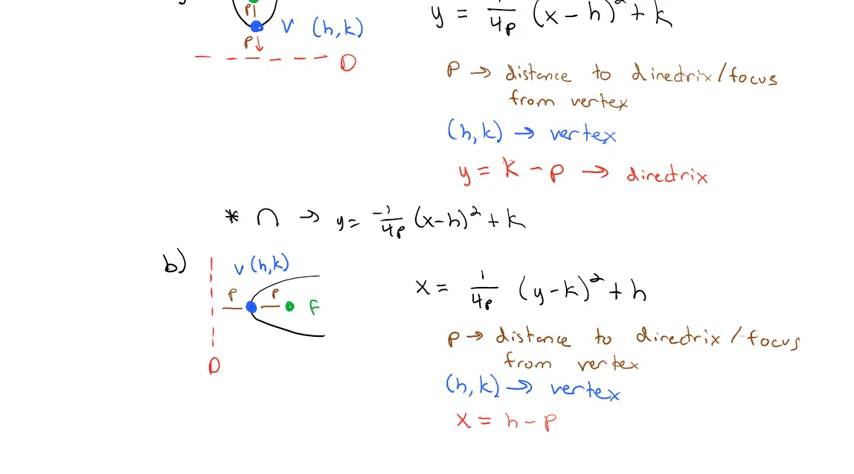 y = 1/4p (x-h)² + k
p
v (h,k)
p
D
p → distance to directrix/focus
from vertex
(h,k) → vertex
y = k - p → directrix
* ∩ → y = -1/4p (x-h)² + k
b)
v (h,k)
x = 1/4p (y-k)² + h
p p
F
p → distance to directrix/focus
from vertex
D
(h,k) → vertex
x = h - p